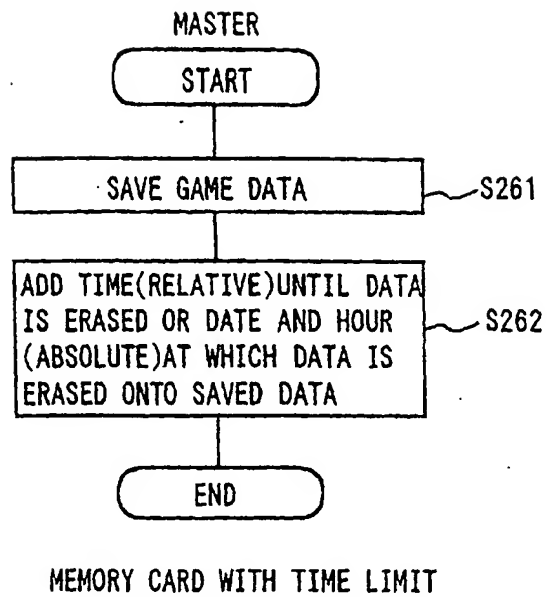 MASTER
START
SAVE GAME DATA
S261
ADD TIME(RELATIVE)UNTIL DATA
IS ERASED OR DATE AND HOUR
(ABSOLUTE)AT WHICH DATA IS
ERASED ONTO SAVED DATA
S262
END
MEMORY CARD WITH TIME LIMIT